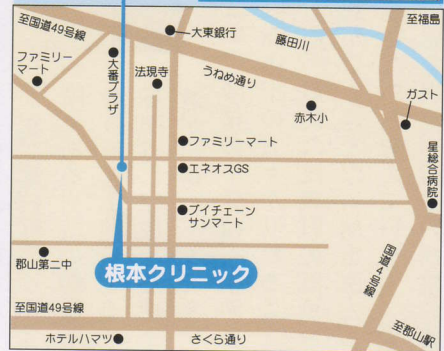 至国道49号線
大東銀行
至福島
藤田川
ファミリー
マート
大番プラザ
法現寺
うねめ通り
ガスト
赤木小
ファミリーマート
星総合病院
エネオスGS
ブイチェーン
サンマート
郡山第二中
国道4号線
根本クリニック
至国道49号線
至郡山駅
ホテルハマツ
さくら通り